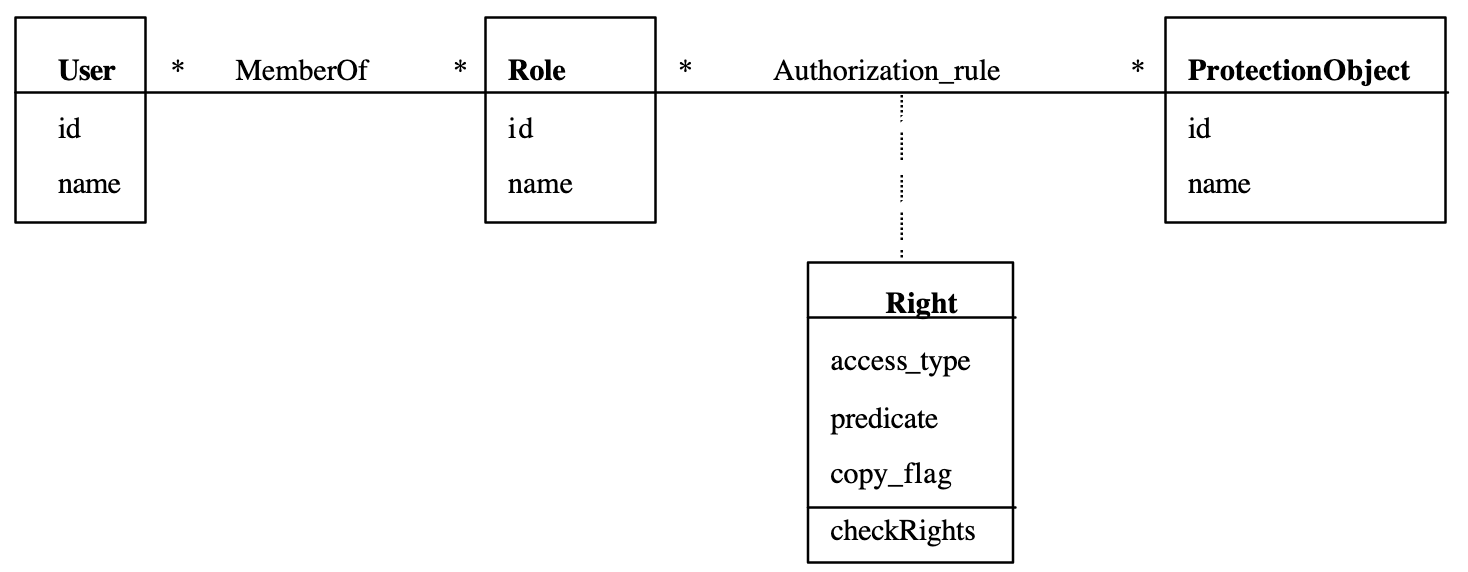 User * MemberOf * Role * Authorization_rule * ProtectionObject
id id id
name name name
Right
access_type
predicate
copy_flag
checkRights